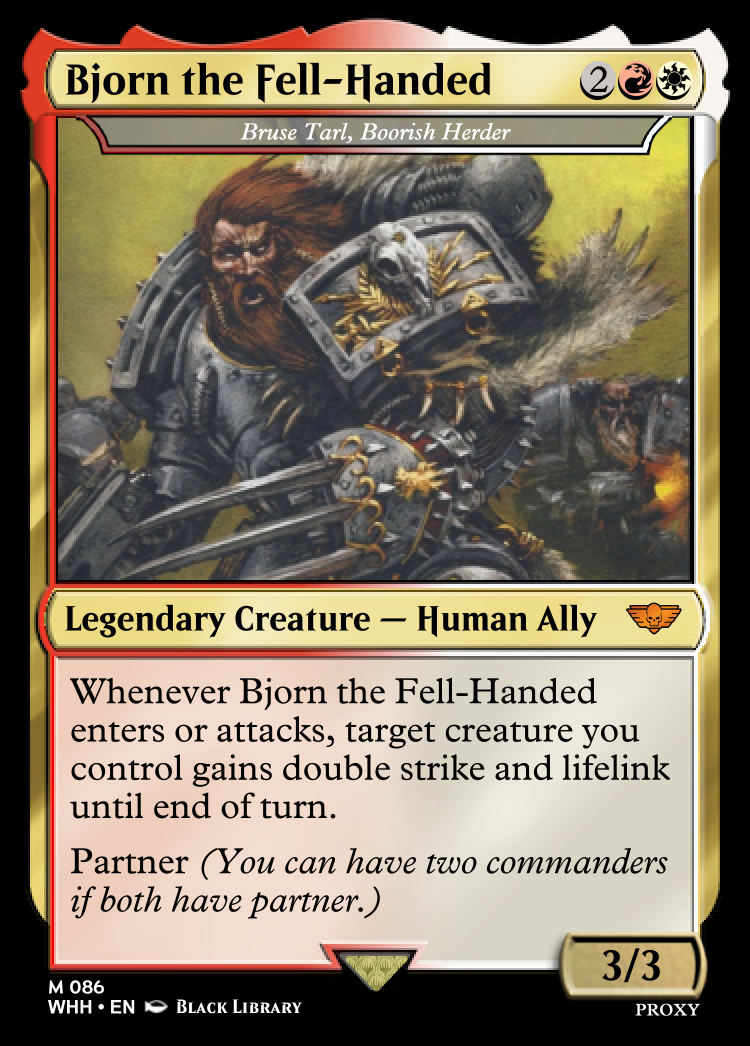 Bjorn the Fell-Handed 2
Bruse Tarl, Boorish Herder
Legendary Creature — Human Ally
Whenever Bjorn the Fell-Handed
enters or attacks, target creature you
control gains double strike and lifelink
until end of turn.
Partner (You can have two commanders
if both have partner.)
3/3
M 086
WHH • EN Black Library
PROXY